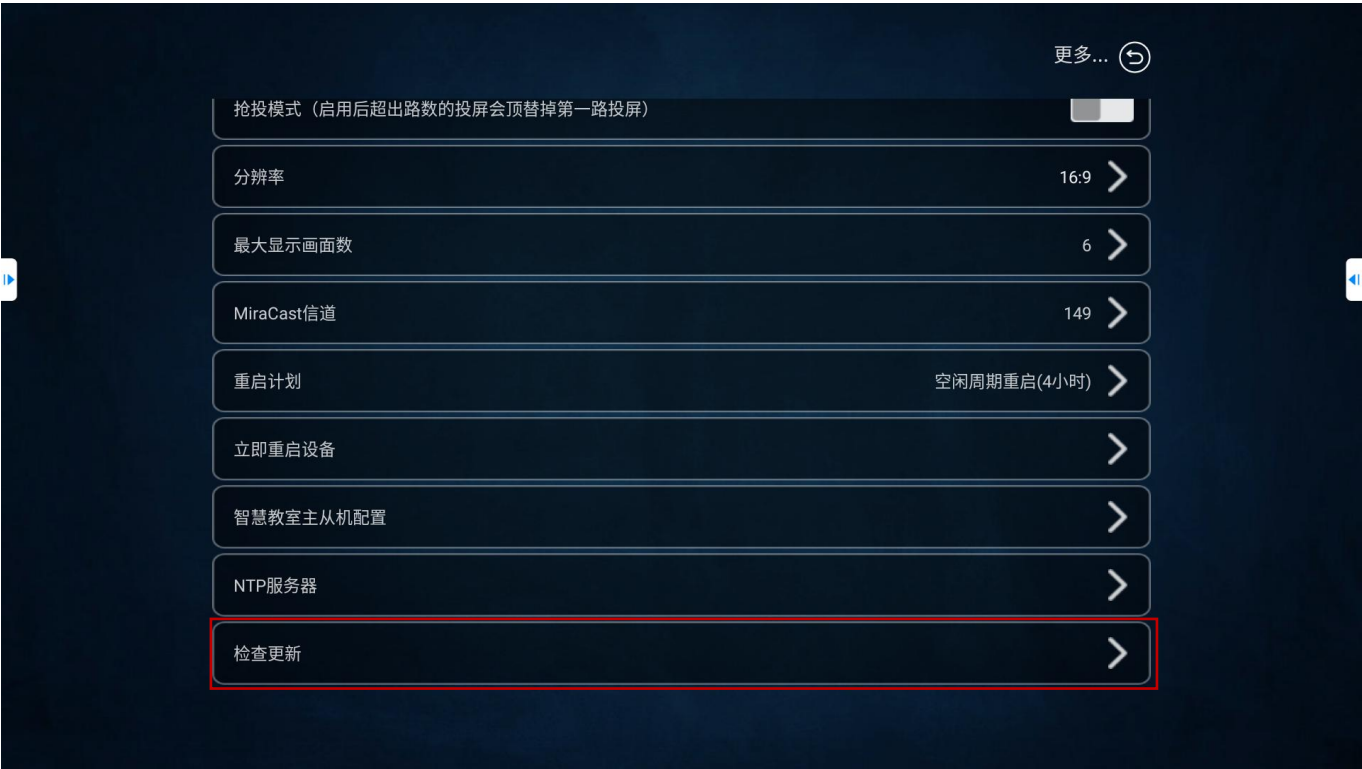 更多...
抢投模式（启用后超出路数的投屏会顶替掉第一路投屏）
分辨率 16:9
最大显示画面数 6
MiraCast信道 149
重启计划 空闲周期重启(4小时)
立即重启设备
智慧教室主从机配置
NTP服务器
检查更新